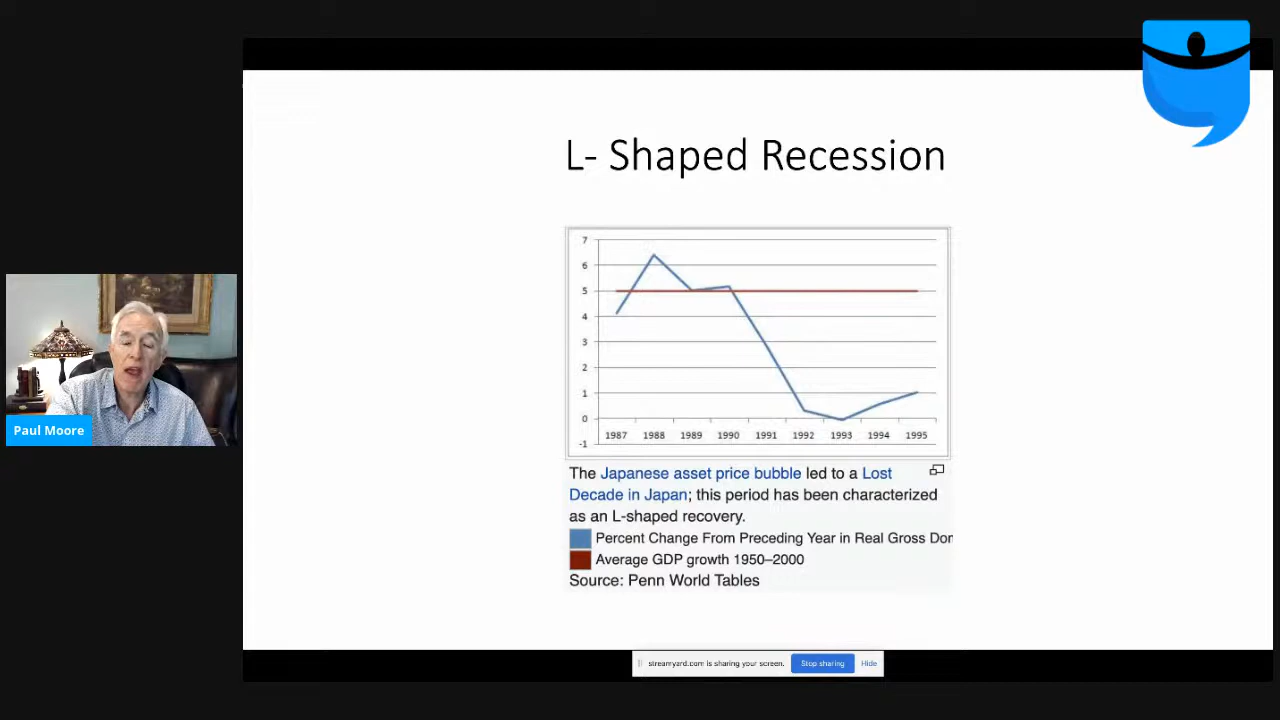 L- Shaped Recession
7
6
5
4
3
2
1
0
-1
1987 1988 1989 1990 1991 1992 1993 1994 1995
The Japanese asset price bubble led to a Lost
Decade in Japan; this period has been characterized
as an L-shaped recovery.
Percent Change From Preceding Year in Real Gross Dor
Average GDP growth 1950–2000
Source: Penn World Tables
Paul Moore
streamyard.com is sharing your screen. Stop sharing Hide